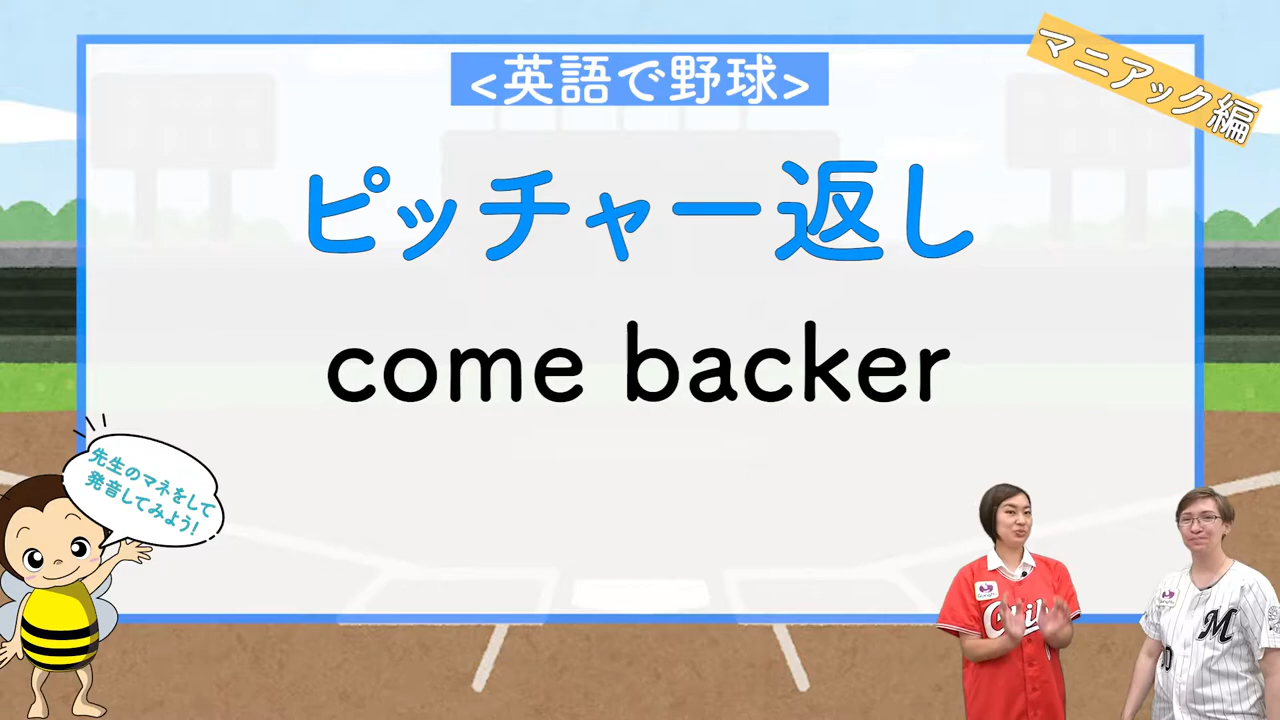 <英語で野球>
マニアック編
ピッチャー返し
come backer
先生のマネをして
発音してみよう!
M